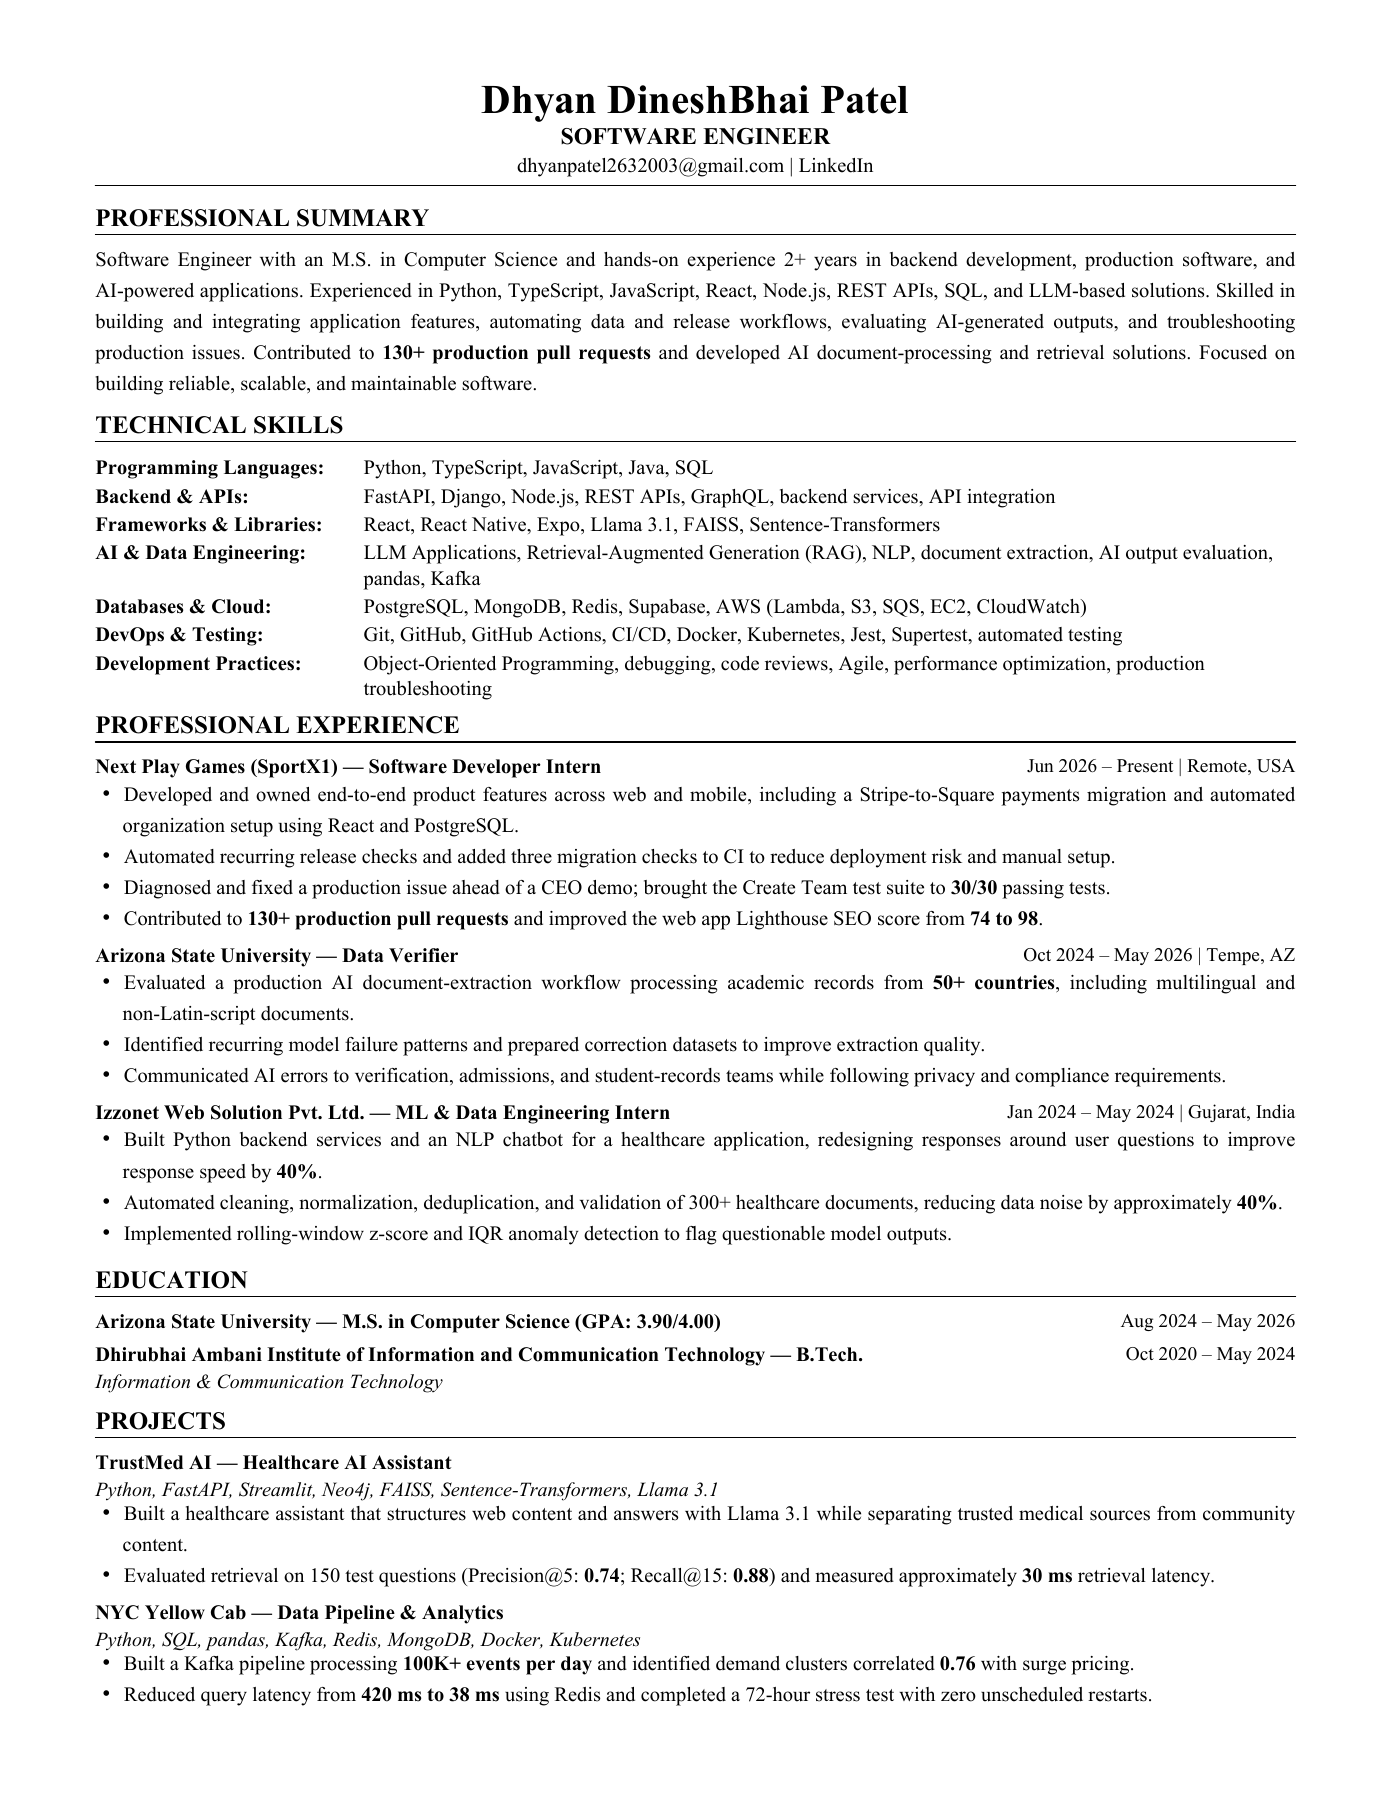 Dhyan DineshBhai Patel
SOFTWARE ENGINEER
dhyanpatel2632003@gmail.com | LinkedIn
PROFESSIONAL SUMMARY
Software Engineer with an M.S. in Computer Science and hands-on experience 2+ years in backend development, production software, and
AI-powered applications. Experienced in Python, TypeScript, JavaScript, React, Node.js, REST APIs, SQL, and LLM-based solutions. Skilled in
building and integrating application features, automating data and release workflows, evaluating AI-generated outputs, and troubleshooting
production issues. Contributed to 130+ production pull requests and developed AI document-processing and retrieval solutions. Focused on
building reliable, scalable, and maintainable software.
TECHNICAL SKILLS
Programming Languages: Python, TypeScript, JavaScript, Java, SQL
Backend & APIs: FastAPI, Django, Node.js, REST APIs, GraphQL, backend services, API integration
Frameworks & Libraries: React, React Native, Expo, Llama 3.1, FAISS, Sentence-Transformers
AI & Data Engineering: LLM Applications, Retrieval-Augmented Generation (RAG), NLP, document extraction, AI output evaluation,
pandas, Kafka
Databases & Cloud: PostgreSQL, MongoDB, Redis, Supabase, AWS (Lambda, S3, SQS, EC2, CloudWatch)
DevOps & Testing: Git, GitHub, GitHub Actions, CI/CD, Docker, Kubernetes, Jest, Supertest, automated testing
Development Practices: Object-Oriented Programming, debugging, code reviews, Agile, performance optimization, production
troubleshooting
PROFESSIONAL EXPERIENCE
Next Play Games (SportX1) — Software Developer Intern Jun 2026 – Present | Remote, USA
• Developed and owned end-to-end product features across web and mobile, including a Stripe-to-Square payments migration and automated
organization setup using React and PostgreSQL.
• Automated recurring release checks and added three migration checks to CI to reduce deployment risk and manual setup.
• Diagnosed and fixed a production issue ahead of a CEO demo; brought the Create Team test suite to 30/30 passing tests.
• Contributed to 130+ production pull requests and improved the web app Lighthouse SEO score from 74 to 98.
Arizona State University — Data Verifier Oct 2024 – May 2026 | Tempe, AZ
• Evaluated a production AI document-extraction workflow processing academic records from 50+ countries, including multilingual and
non-Latin-script documents.
• Identified recurring model failure patterns and prepared correction datasets to improve extraction quality.
• Communicated AI errors to verification, admissions, and student-records teams while following privacy and compliance requirements.
Izzonet Web Solution Pvt. Ltd. — ML & Data Engineering Intern Jan 2024 – May 2024 | Gujarat, India
• Built Python backend services and an NLP chatbot for a healthcare application, redesigning responses around user questions to improve
response speed by 40%.
• Automated cleaning, normalization, deduplication, and validation of 300+ healthcare documents, reducing data noise by approximately 40%.
• Implemented rolling-window z-score and IQR anomaly detection to flag questionable model outputs.
EDUCATION
Arizona State University — M.S. in Computer Science (GPA: 3.90/4.00) Aug 2024 – May 2026
Dhirubhai Ambani Institute of Information and Communication Technology — B.Tech. Oct 2020 – May 2024
Information & Communication Technology
PROJECTS
TrustMed AI — Healthcare AI Assistant
Python, FastAPI, Streamlit, Neo4j, FAISS, Sentence-Transformers, Llama 3.1
• Built a healthcare assistant that structures web content and answers with Llama 3.1 while separating trusted medical sources from community
content.
• Evaluated retrieval on 150 test questions (Precision@5: 0.74; Recall@15: 0.88) and measured approximately 30 ms retrieval latency.
NYC Yellow Cab — Data Pipeline & Analytics
Python, SQL, pandas, Kafka, Redis, MongoDB, Docker, Kubernetes
• Built a Kafka pipeline processing 100K+ events per day and identified demand clusters correlated 0.76 with surge pricing.
• Reduced query latency from 420 ms to 38 ms using Redis and completed a 72-hour stress test with zero unscheduled restarts.